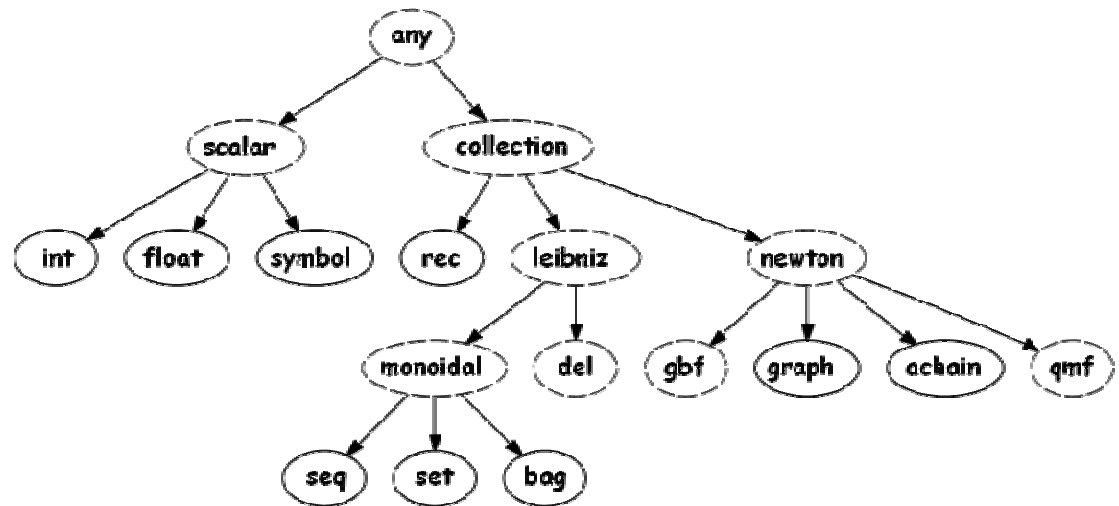 any
scalar collection
int float symbol rec leibniz newton
monoidal del gbf graph achain qmf
seq set bag